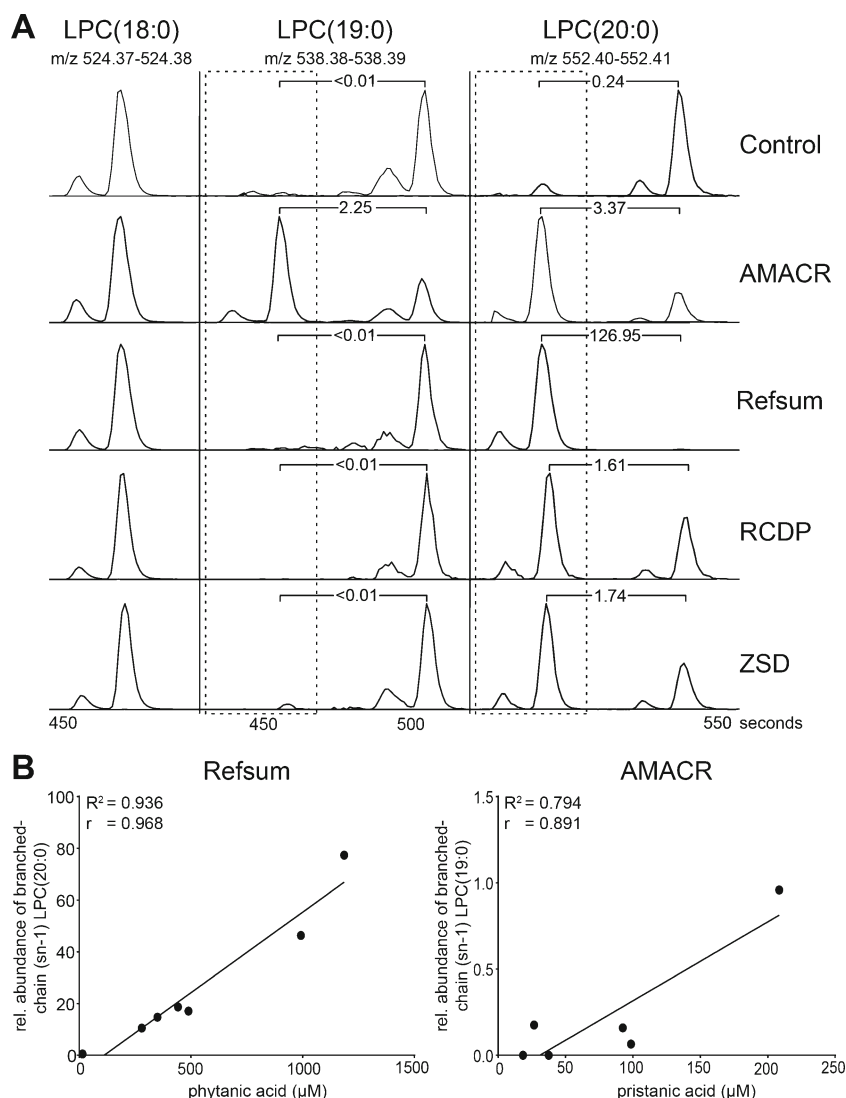 A
LPC(18:0) LPC(19:0) LPC(20:0)
m/z 524.37-524.38 m/z 538.38-538.39 m/z 552.40-552.41
<0.01 0.24
Control
2.25 3.37
AMACR
<0.01 126.95
Refsum
<0.01 1.61
RCDP
<0.01 1.74
ZSD
450 450 500 550 seconds
B
Refsum
R² = 0.936
r = 0.968
rel. abundance of branched-
chain (sn-1) LPC(20:0)
100
80
60
40
20
0
0 500 1000 1500
phytanic acid (µM)
AMACR
R² = 0.794
r = 0.891
rel. abundance of branched-
chain (sn-1) LPC(19:0)
1.5
1.0
0.5
0.0
0 50 100 150 200 250
pristanic acid (µM)